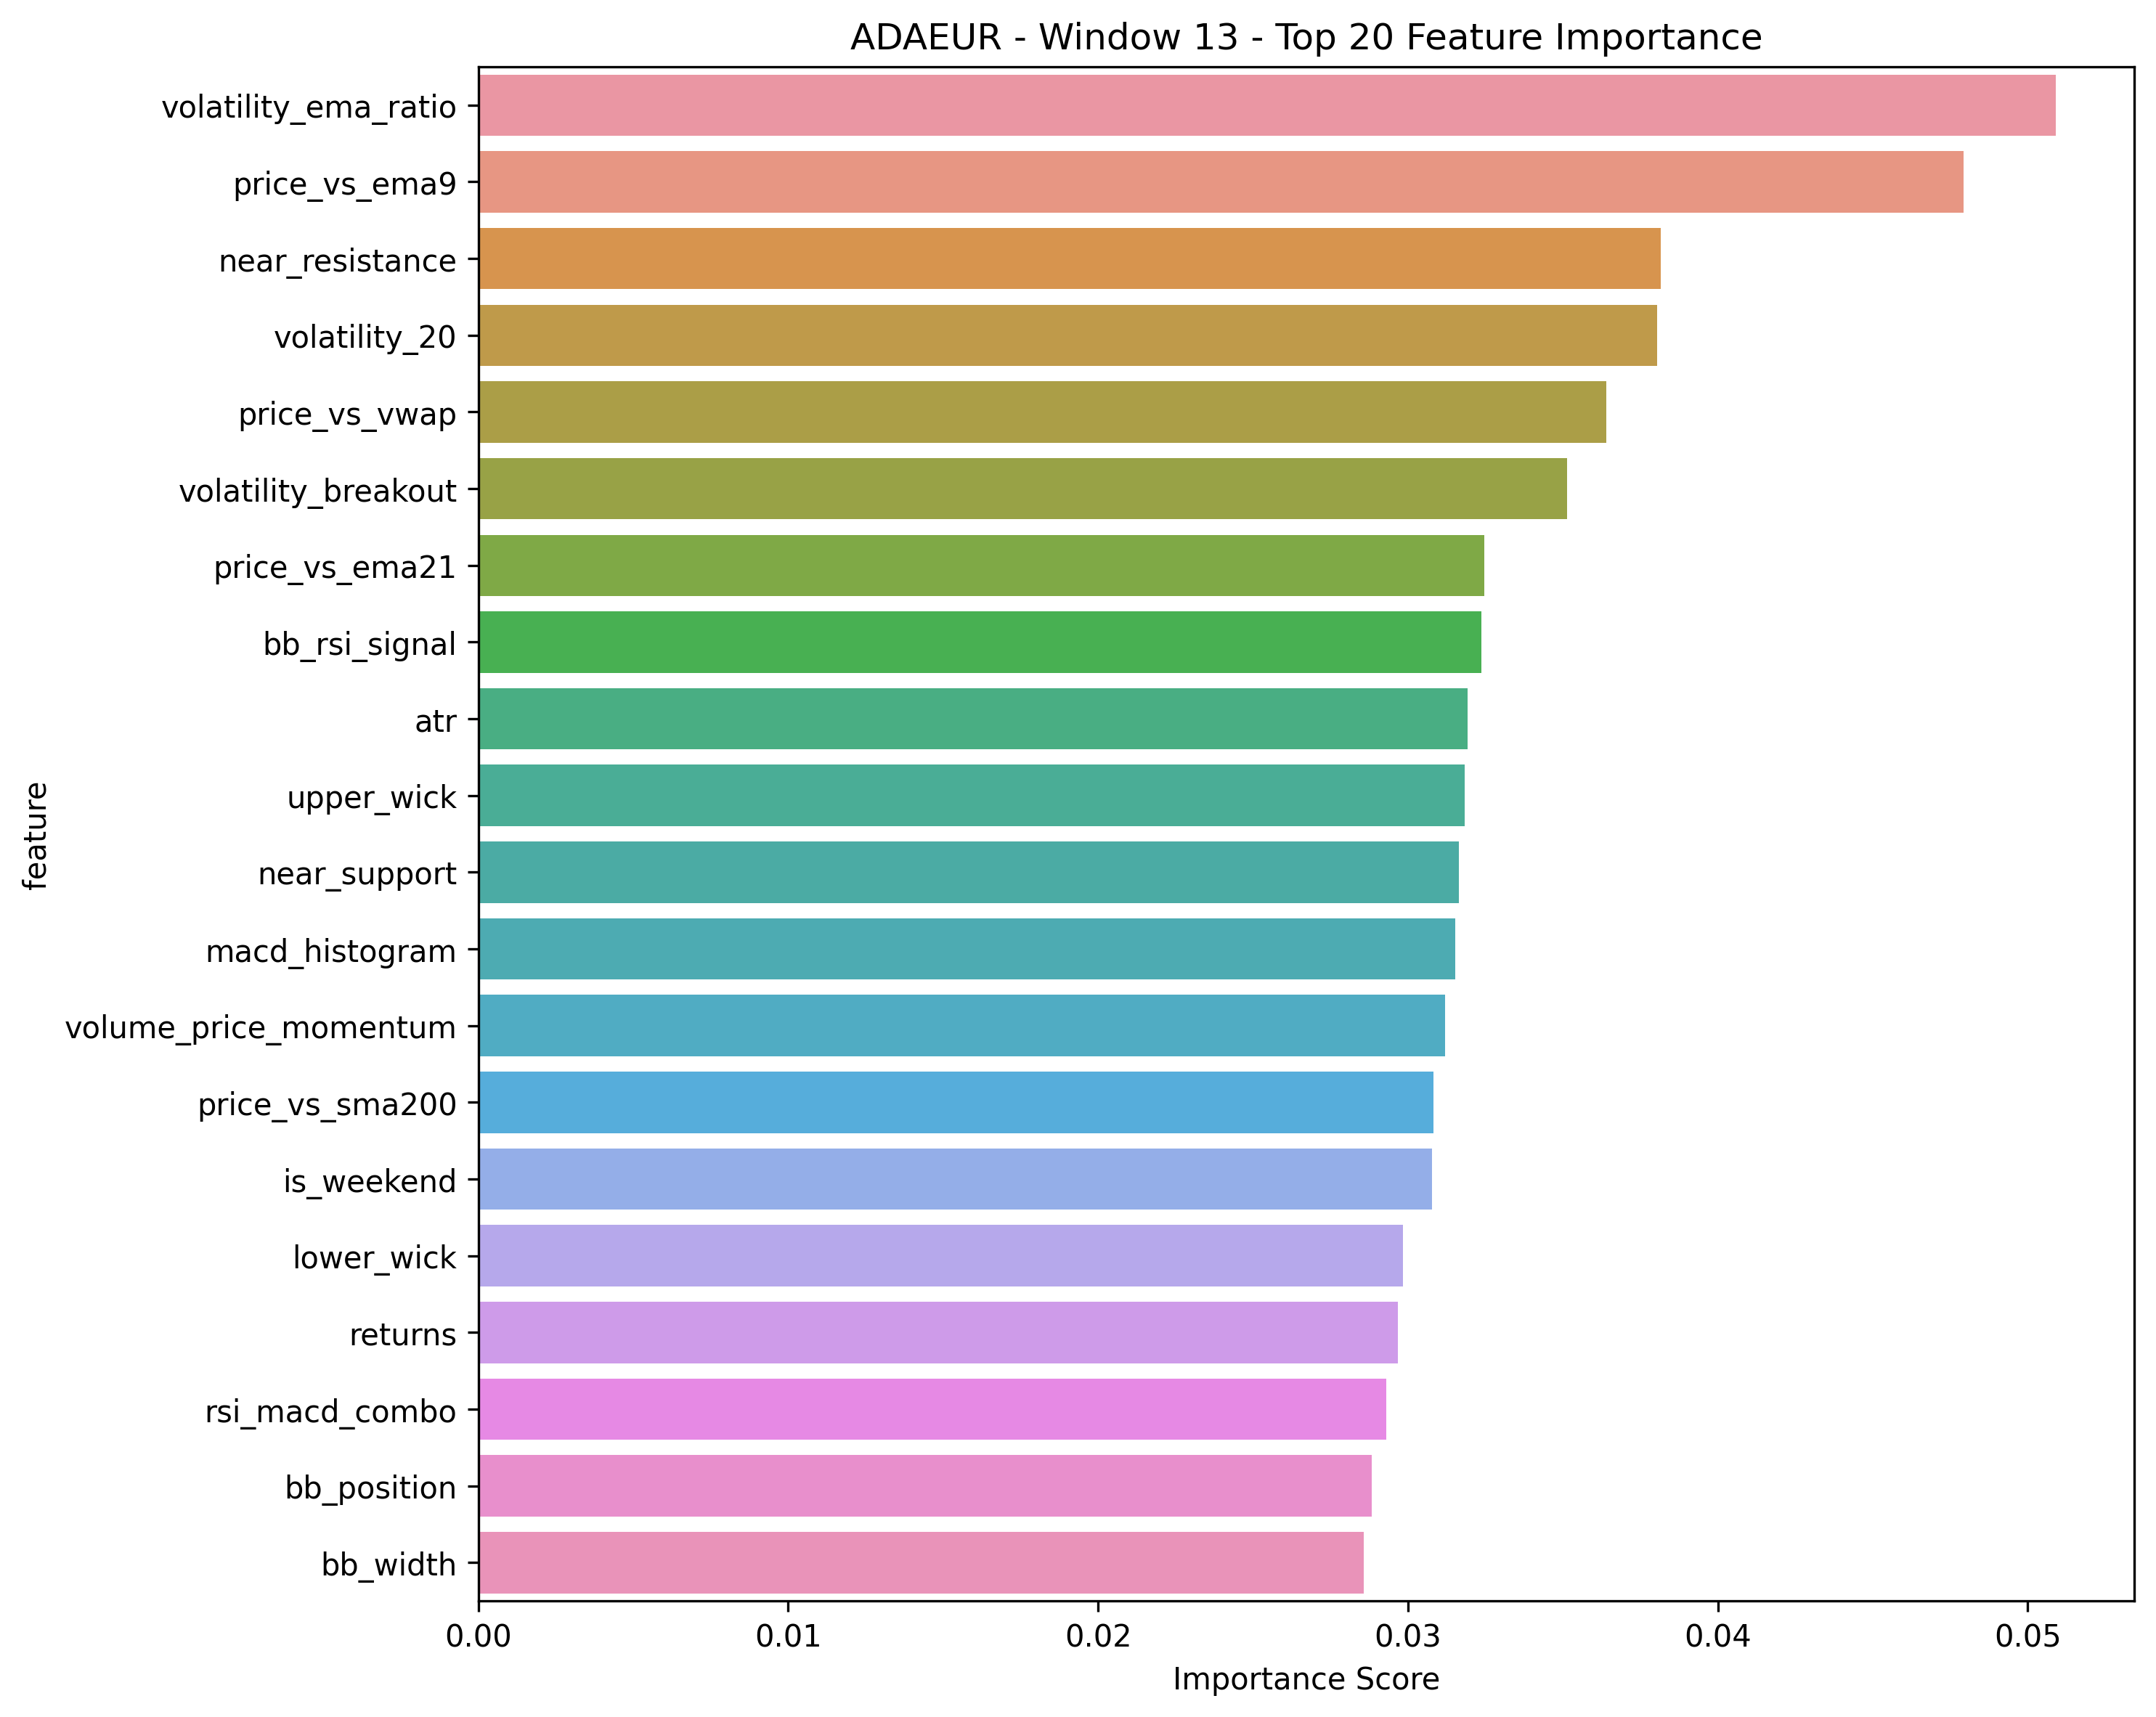 ADAEUR - Window 13 - Top 20 Feature Importance
volatility_ema_ratio
price_vs_ema9
near_resistance
volatility_20
price_vs_vwap
volatility_breakout
price_vs_ema21
bb_rsi_signal
atr
upper_wick
near_support
macd_histogram
volume_price_momentum
price_vs_sma200
is_weekend
lower_wick
returns
rsi_macd_combo
bb_position
bb_width
feature
0.00 0.01 0.02 0.03 0.04 0.05
Importance Score